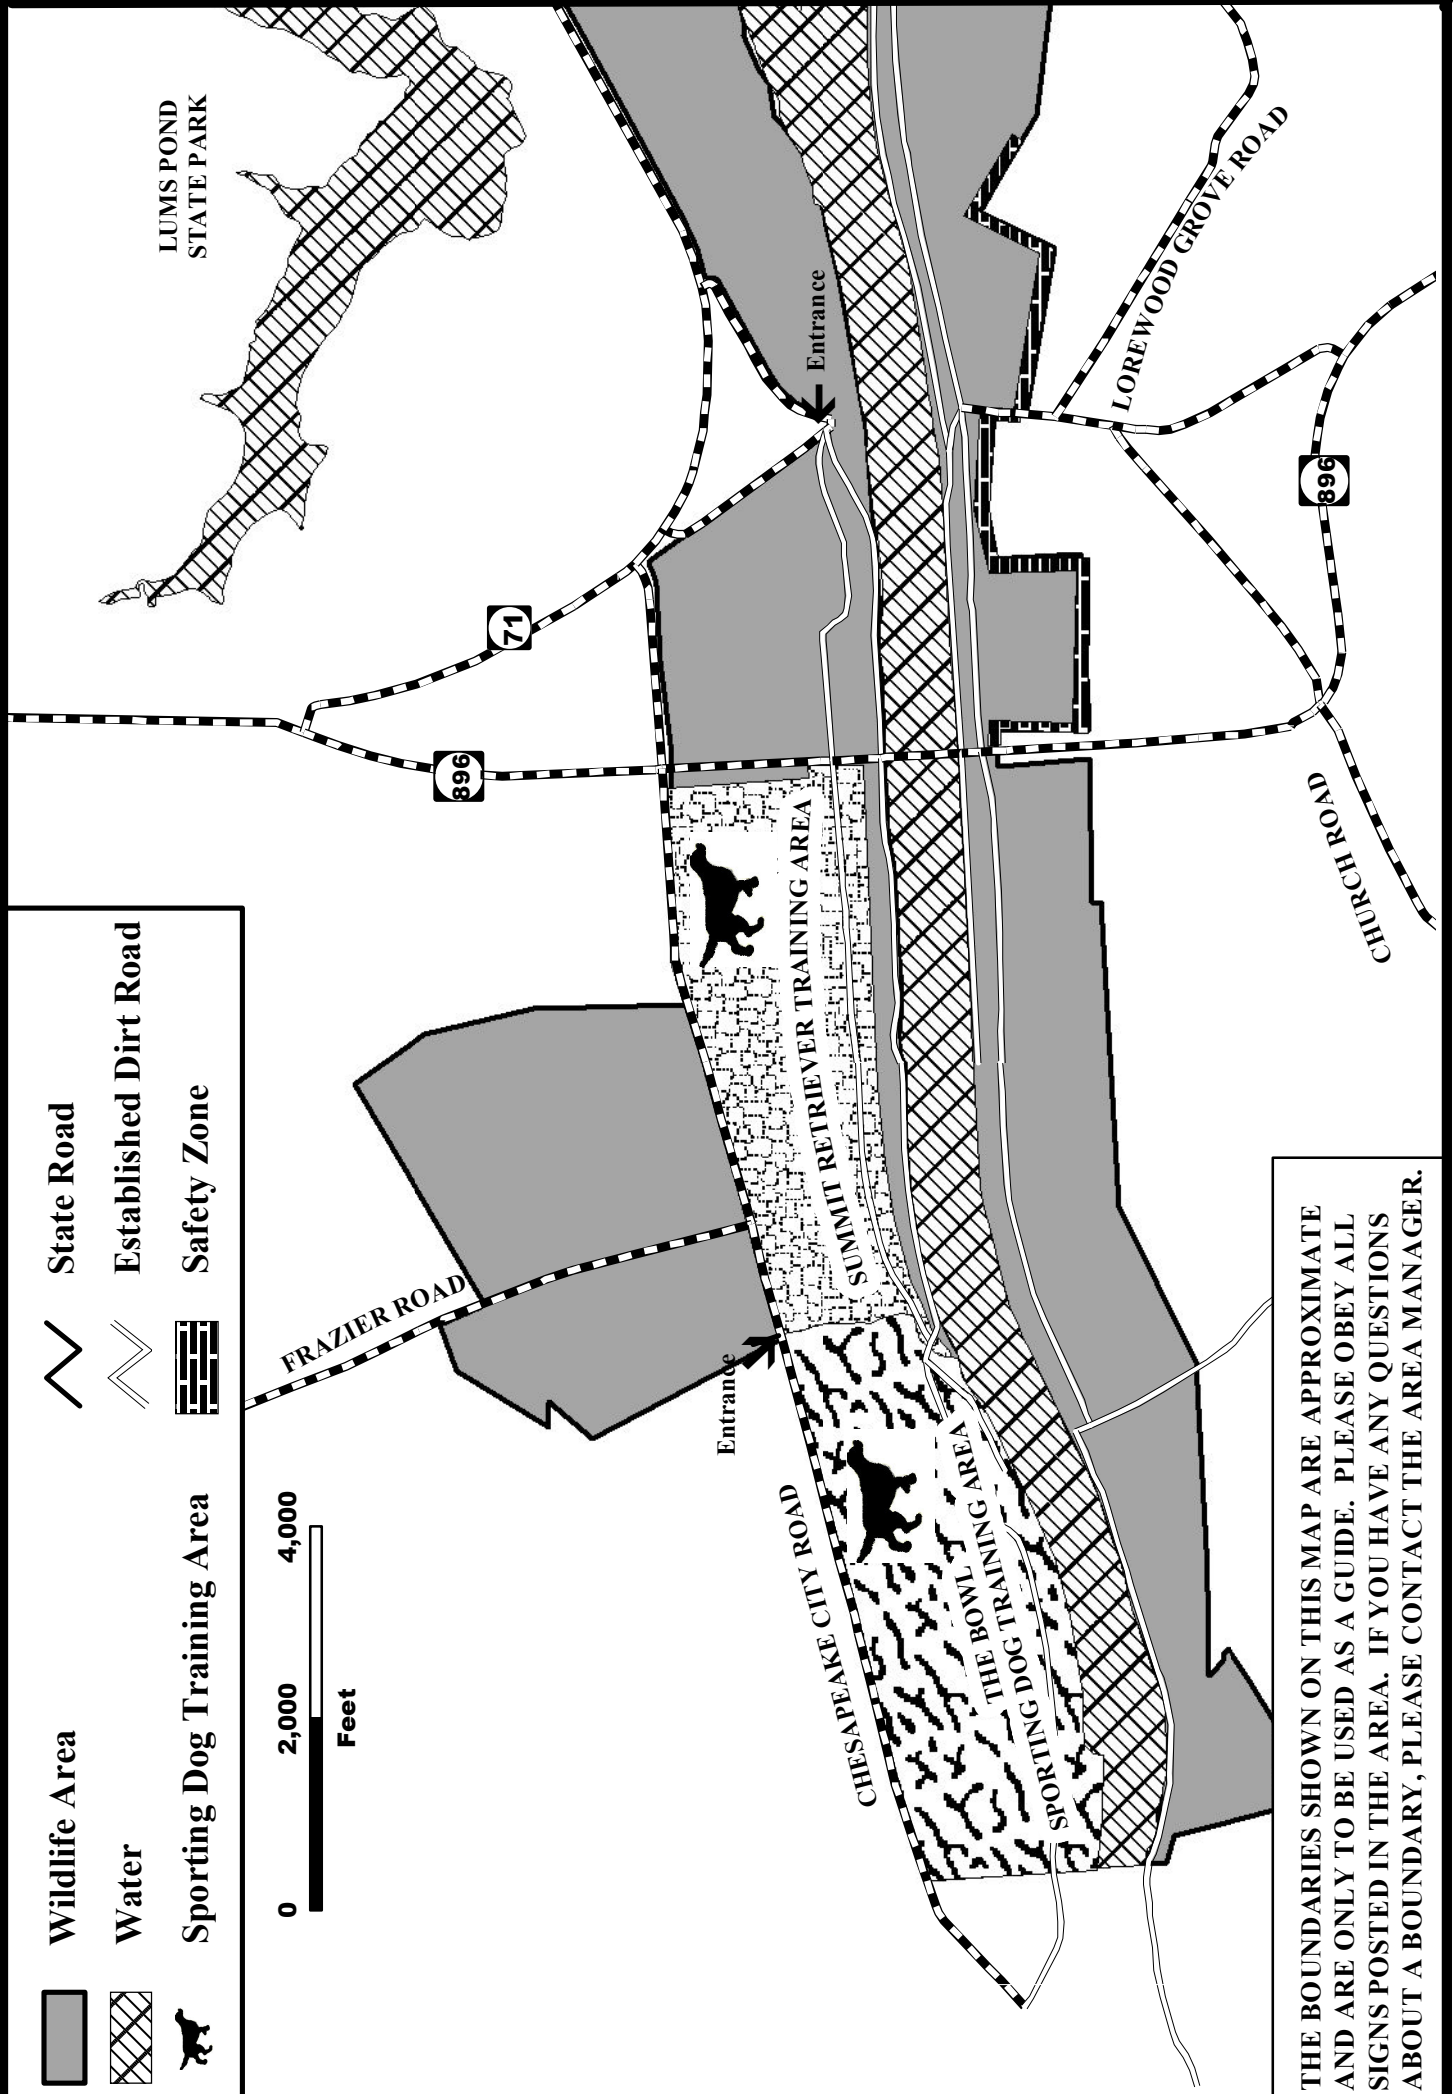 Wildlife Area
Water
Sporting Dog Training Area
State Road
Established Dirt Road
Safety Zone
0 2,000 4,000
Feet
LUMS POND
STATE PARK
FRAZIER ROAD
896
71
Entrance
Entrance
CHESAPEAKE CITY ROAD
SUMMIT RETRIEVER TRAINING AREA
THE BOWL
SPORTING DOG TRAINING AREA
LOREWOOD GROVE ROAD
896
CHURCH ROAD
THE BOUNDARIES SHOWN ON THIS MAP ARE APPROXIMATE
AND ARE ONLY TO BE USED AS A GUIDE. PLEASE OBEY ALL
SIGNS POSTED IN THE AREA. IF YOU HAVE ANY QUESTIONS
ABOUT A BOUNDARY, PLEASE CONTACT THE AREA MANAGER.